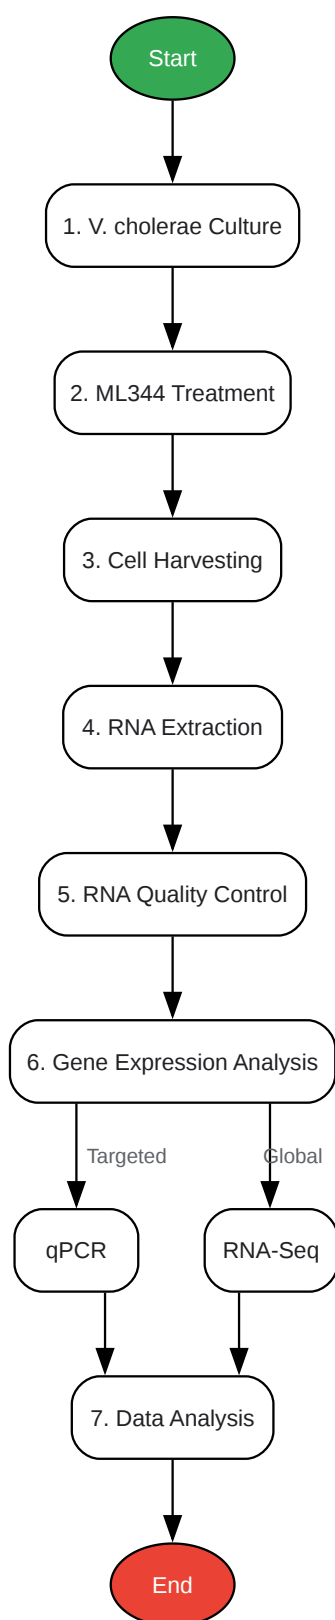 Start
1. V. cholerae Culture
2. ML344 Treatment
3. Cell Harvesting
4. RNA Extraction
5. RNA Quality Control
6. Gene Expression Analysis
Targeted
Global
qPCR
RNA-Seq
7. Data Analysis
End